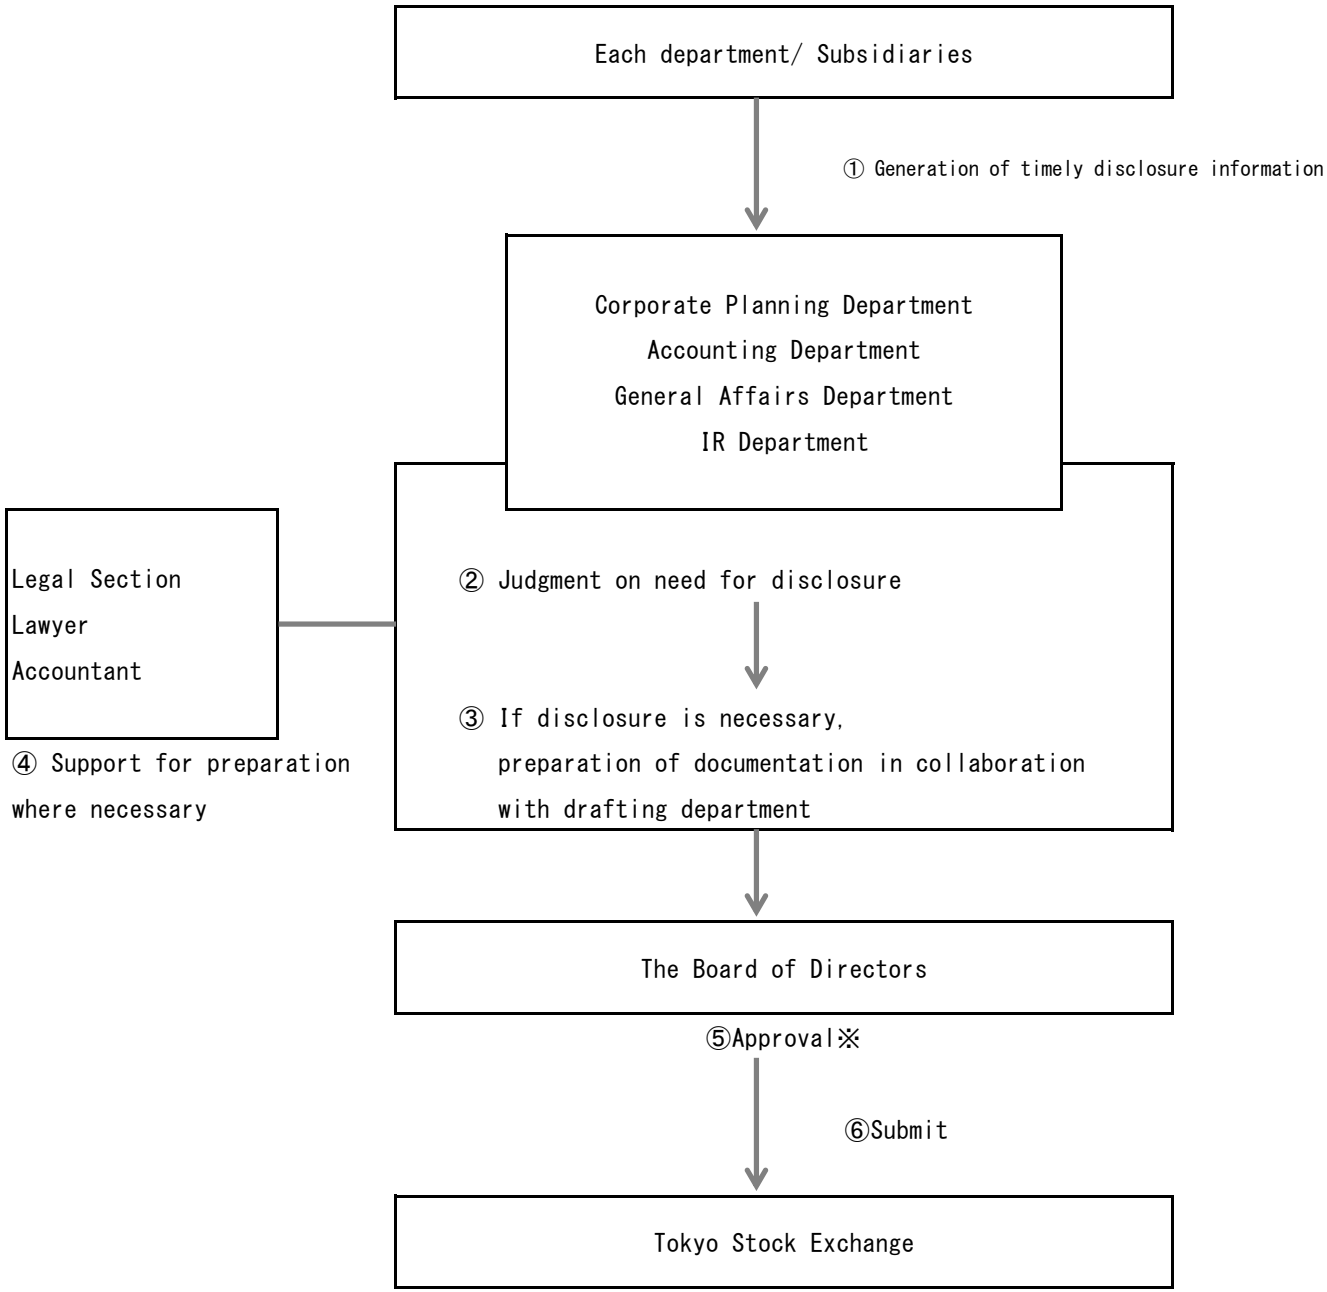 Each department/ Subsidiaries
① Generation of timely disclosure information
Corporate Planning Department
Accounting Department
General Affairs Department
IR Department
Legal Section
Lawyer
Accountant
② Judgment on need for disclosure
③ If disclosure is necessary,
preparation of documentation in collaboration
with drafting department
④ Support for preparation
where necessary
The Board of Directors
⑤Approval※
⑥Submit
Tokyo Stock Exchange